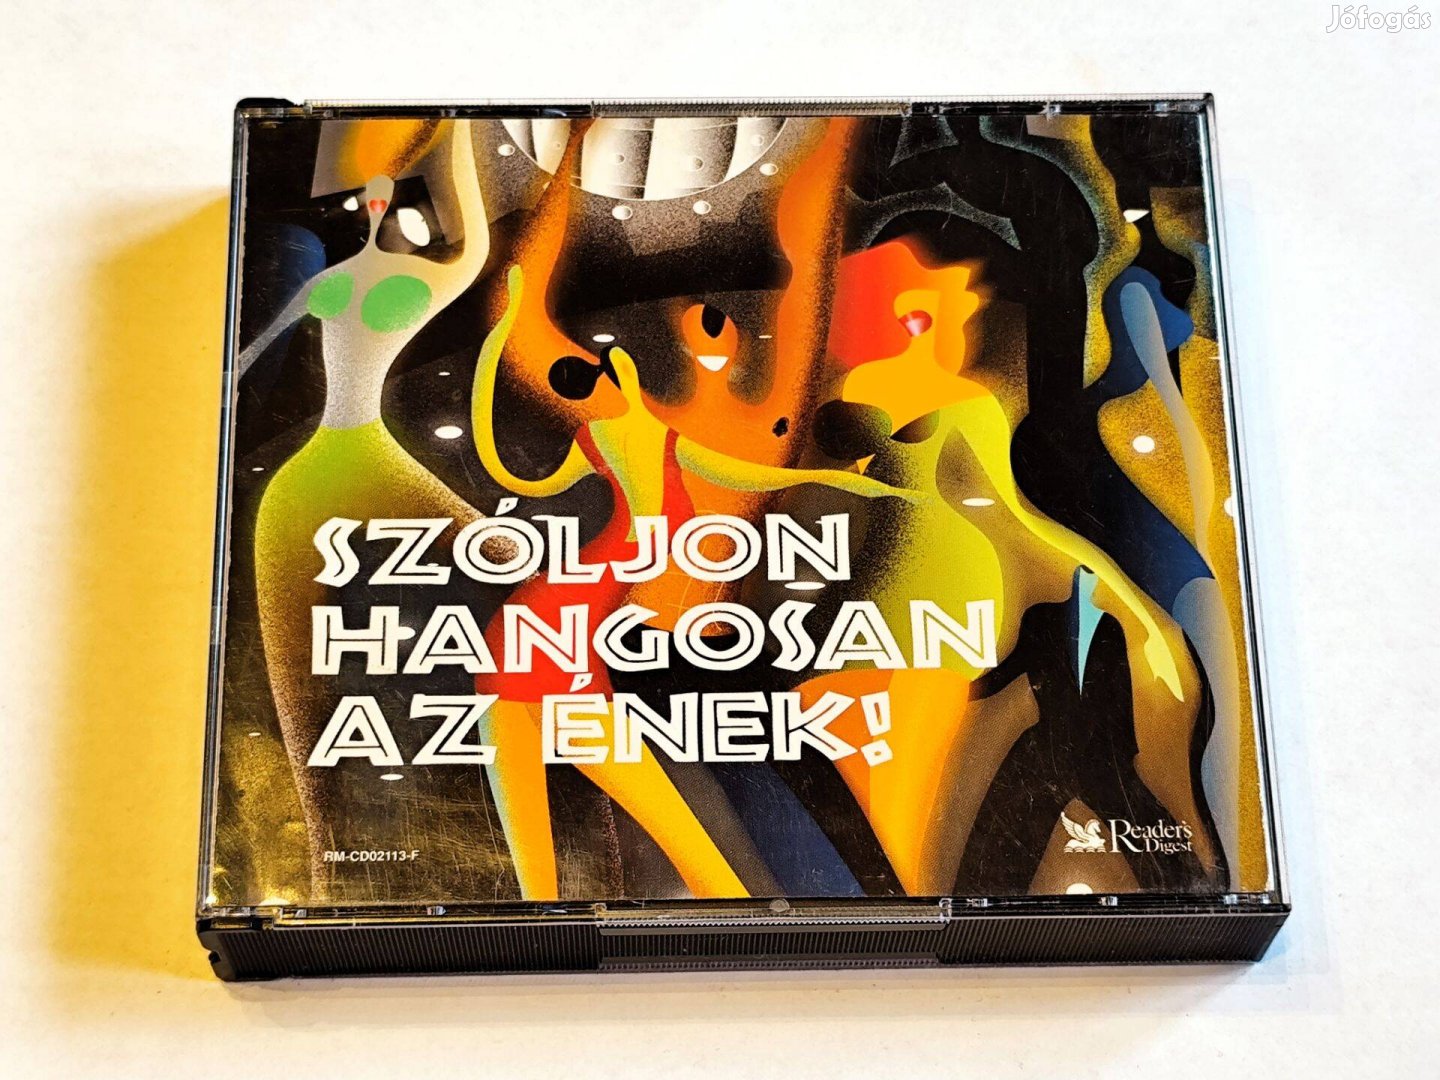 Jófogás
SZÓLJON
HANGOSAN
AZ ÉNEK!
RM-CD02113-F
Reader's
Digest